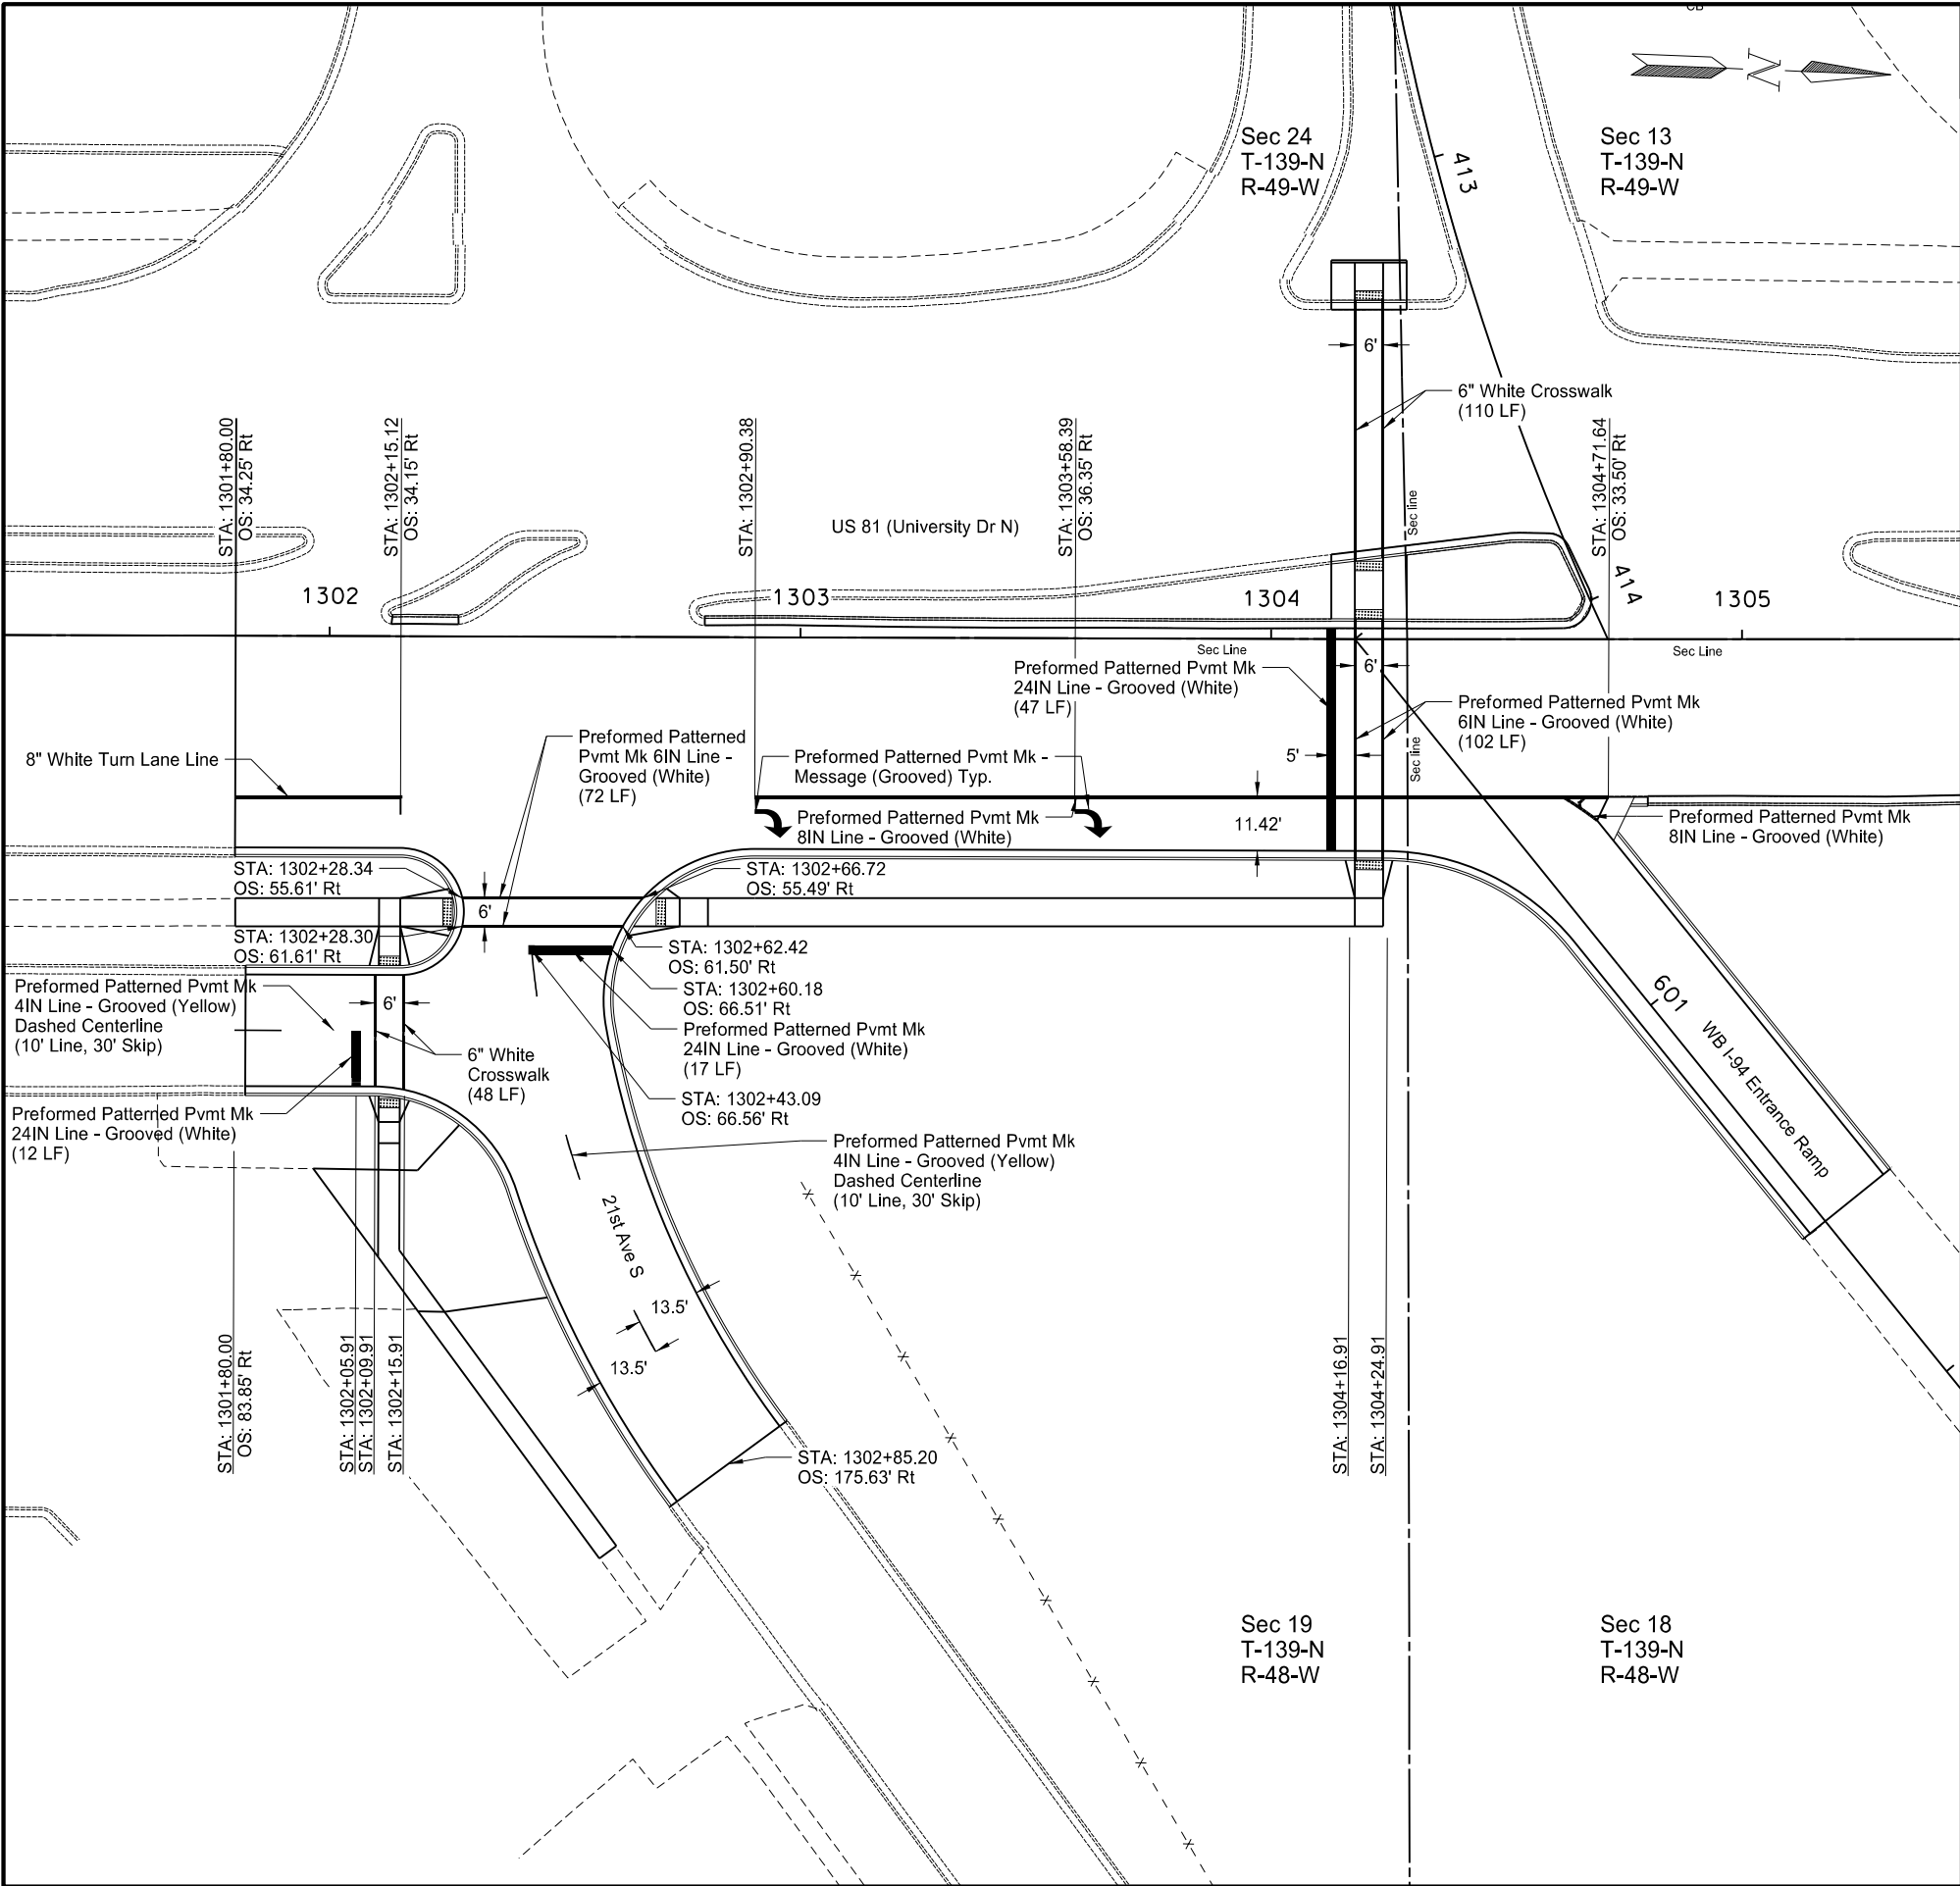 N
Sec 24
T-139-N
R-49-W
Sec 13
T-139-N
R-49-W
413
6'
6" White Crosswalk
(110 LF)
STA: 1301+80.00
OS: 34.25' Rt
STA: 1302+15.12
OS: 34.15' Rt
STA: 1302+90.38
STA: 1303+58.39
OS: 36.35' Rt
STA: 1304+71.64
OS: 33.50' Rt
US 81 (University Dr N)
Sec line
414
1302
1303
1304
1305
Sec Line
Sec Line
6'
Preformed Patterned Pvmt Mk
24IN Line - Grooved (White)
(47 LF)
Preformed Patterned Pvmt Mk
6IN Line - Grooved (White)
(102 LF)
Sec line
5'
8" White Turn Lane Line
Preformed Patterned
Pvmt Mk 6IN Line -
Grooved (White)
(72 LF)
Preformed Patterned Pvmt Mk -
Message (Grooved) Typ.
Preformed Patterned Pvmt Mk
8IN Line - Grooved (White)
11.42'
Preformed Patterned Pvmt Mk
8IN Line - Grooved (White)
STA: 1302+28.34
OS: 55.61' Rt
STA: 1302+66.72
OS: 55.49' Rt
6'
STA: 1302+28.30
OS: 61.61' Rt
STA: 1302+62.42
OS: 61.50' Rt
STA: 1302+60.18
OS: 66.51' Rt
Preformed Patterned Pvmt Mk
24IN Line - Grooved (White)
(17 LF)
STA: 1302+43.09
OS: 66.56' Rt
Preformed Patterned Pvmt Mk
4IN Line - Grooved (Yellow)
Dashed Centerline
(10' Line, 30' Skip)
6'
6" White
Crosswalk
(48 LF)
Preformed Patterned Pvmt Mk
24IN Line - Grooved (White)
(12 LF)
Preformed Patterned Pvmt Mk
4IN Line - Grooved (Yellow)
Dashed Centerline
(10' Line, 30' Skip)
601
WB I-94 Entrance Ramp
21st Ave S
13.5'
13.5'
STA: 1301+80.00
OS: 83.85' Rt
STA: 1302+05.91
STA: 1302+09.91
STA: 1302+15.91
STA: 1302+85.20
OS: 175.63' Rt
STA: 1304+16.91
STA: 1304+24.91
Sec 19
T-139-N
R-48-W
Sec 18
T-139-N
R-48-W